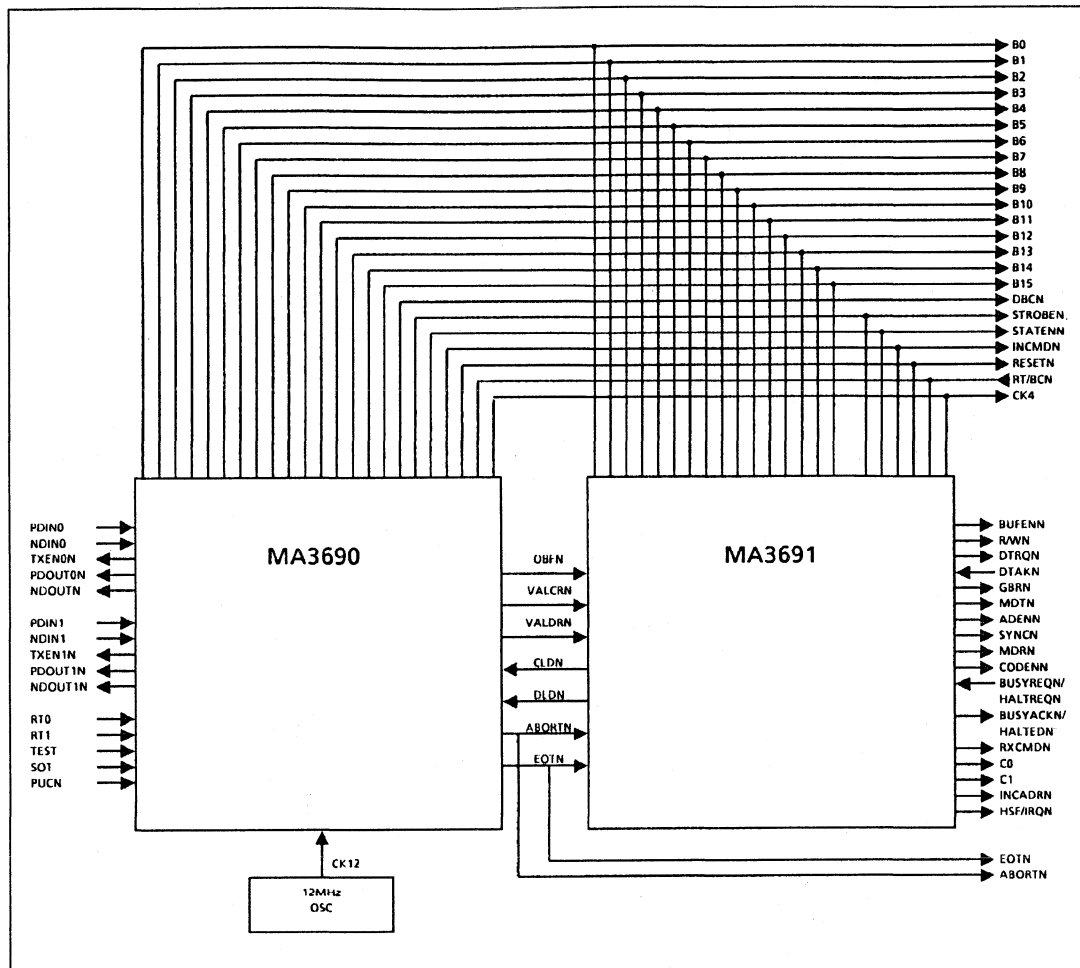 B0
B1
B2
B3
B4
B5
B6
B7
B8
B9
B10
B11
B12
B13
B14
B15
DBCN
STROBEN
STATENN
INCMDN
RESETN
RT/BCN
CK4
PDIN0
NDIN0
TXEN0N
PDOUT0N
NDOUTN
PDIN1
NDIN1
TXEN1N
PDOUT1N
NDOUT1N
RT0
RT1
TEST
SOT
PUCN
MA3690
OBFN
VALCRN
VALDRN
CLDN
DLDN
ABORTN
EOTN
MA3691
BUFENN
R/WN
DTRQN
DTAKN
GBRN
MDTN
ADENN
SYNCN
MDRN
CODENN
BUSYREQN/
HALTREQN
BUSYACKN/
HALTEDN
RXCMDN
C0
C1
INCADRN
HSF/IRQN
EOTN
ABORTN
CK12
12MHz
OSC